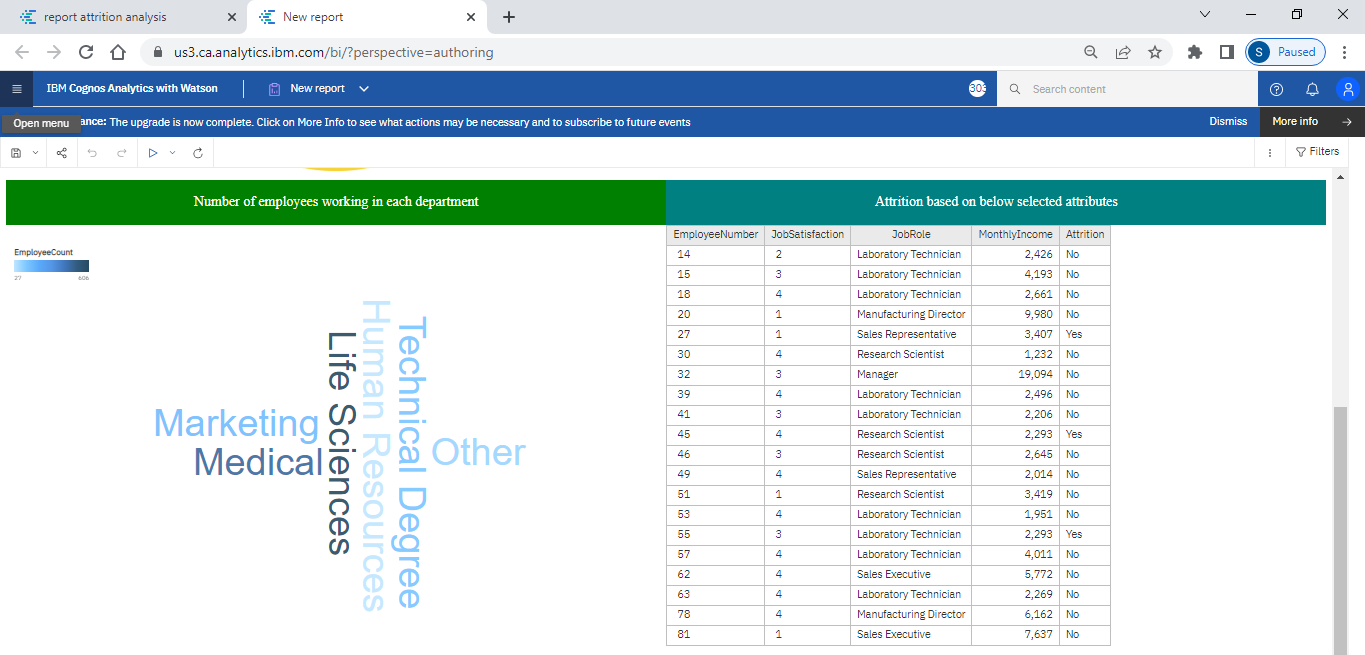 report attrition analysis
New report
us3.ca.analytics.ibm.com/bi/?perspective=authoring
S Paused
IBM Cognos Analytics with Watson
New report
303
Search content
Open menu
ance: The upgrade is now complete. Click on More Info to see what actions may be necessary and to subscribe to future events
Dismiss
More info
Filters
Number of employees working in each department
Attrition based on below selected attributes
EmployeeCount
27 606
Marketing
Medical
Life Sciences
Human Resources
Technical Degree
Other
EmployeeNumber JobSatisfaction JobRole MonthlyIncome Attrition
14 2 Laboratory Technician 2,426 No
15 3 Laboratory Technician 4,193 No
18 4 Laboratory Technician 2,661 No
20 1 Manufacturing Director 9,980 No
27 1 Sales Representative 3,407 Yes
30 4 Research Scientist 1,232 No
32 3 Manager 19,094 No
39 4 Laboratory Technician 2,496 No
41 3 Laboratory Technician 2,206 No
45 4 Research Scientist 2,293 Yes
46 3 Research Scientist 2,645 No
49 4 Sales Representative 2,014 No
51 1 Research Scientist 3,419 No
53 4 Laboratory Technician 1,951 No
55 3 Laboratory Technician 2,293 Yes
57 4 Laboratory Technician 4,011 No
62 4 Sales Executive 5,772 No
63 4 Laboratory Technician 2,269 No
78 4 Manufacturing Director 6,162 No
81 1 Sales Executive 7,637 No